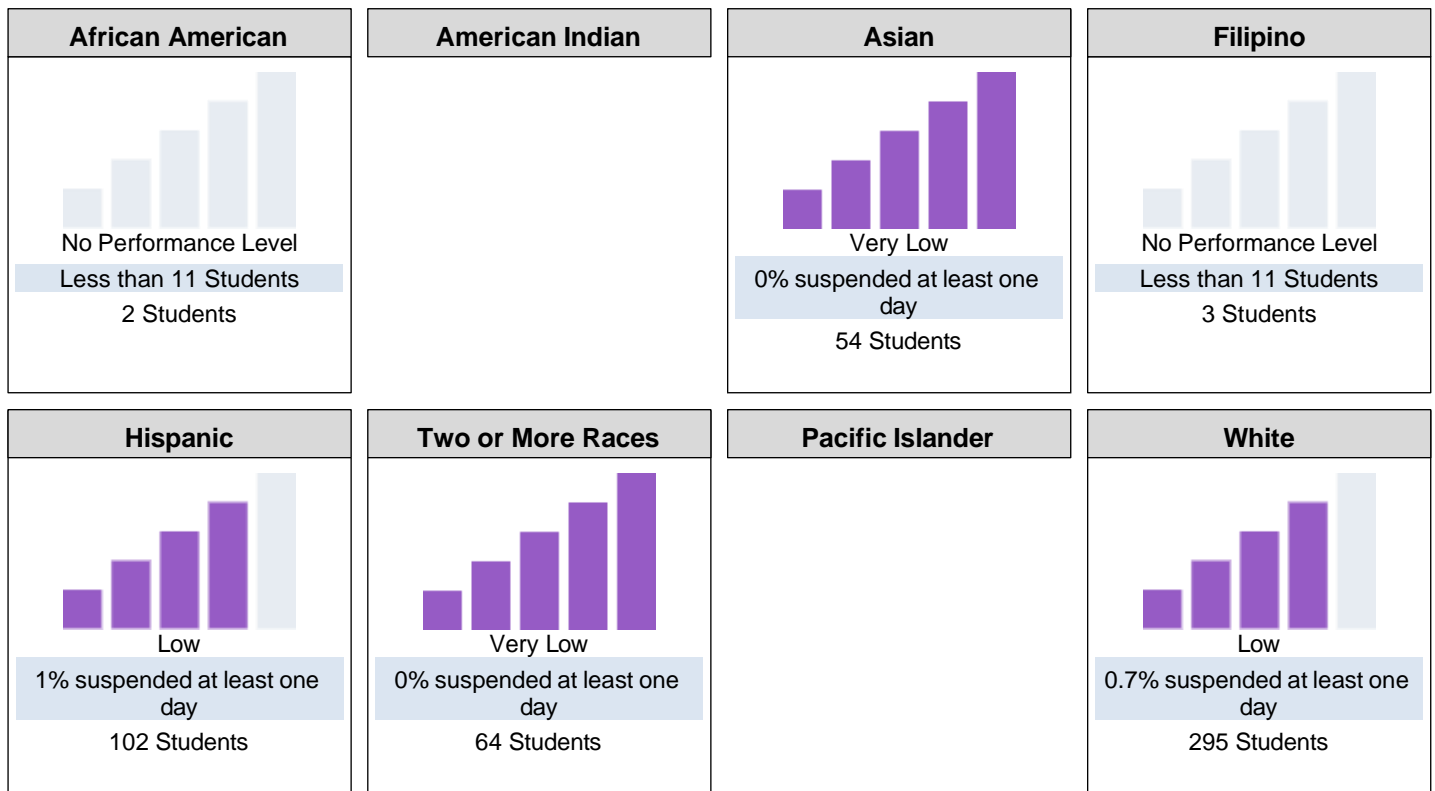 African American
No Performance Level
Less than 11 Students
2 Students
American Indian
Asian
Very Low
0% suspended at least one
day
54 Students
Filipino
No Performance Level
Less than 11 Students
3 Students
Hispanic
Low
1% suspended at least one
day
102 Students
Two or More Races
Very Low
0% suspended at least one
day
64 Students
Pacific Islander
White
Low
0.7% suspended at least one
day
295 Students